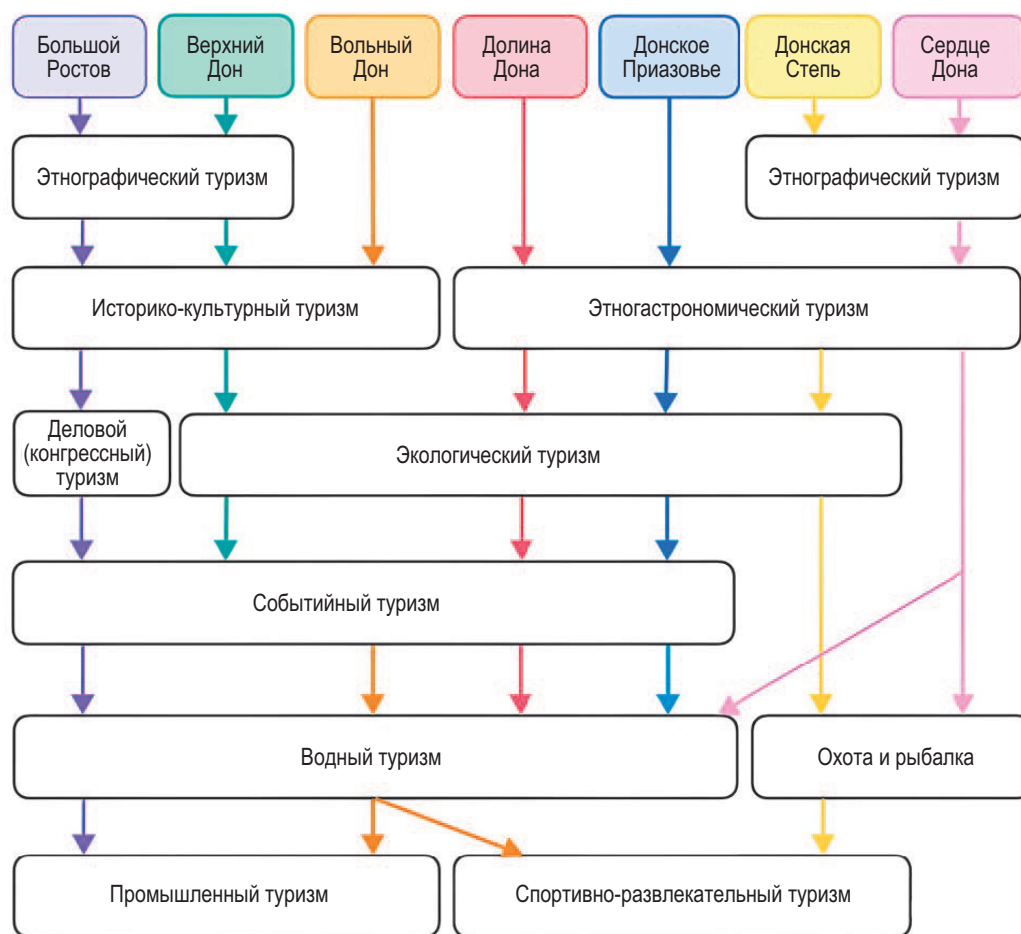 Большой
Ростов
Верхний
Дон
Вольный
Дон
Долина
Дона
Донское
Приазовье
Донская
Степь
Сердце
Дона
Этнографический туризм
Этнографический туризм
Историко-культурный туризм
Этногастрономический туризм
Деловой
(конгрессный)
туризм
Экологический туризм
Событийный туризм
Водный туризм
Охота и рыбалка
Промышленный туризм
Спортивно-развлекательный туризм